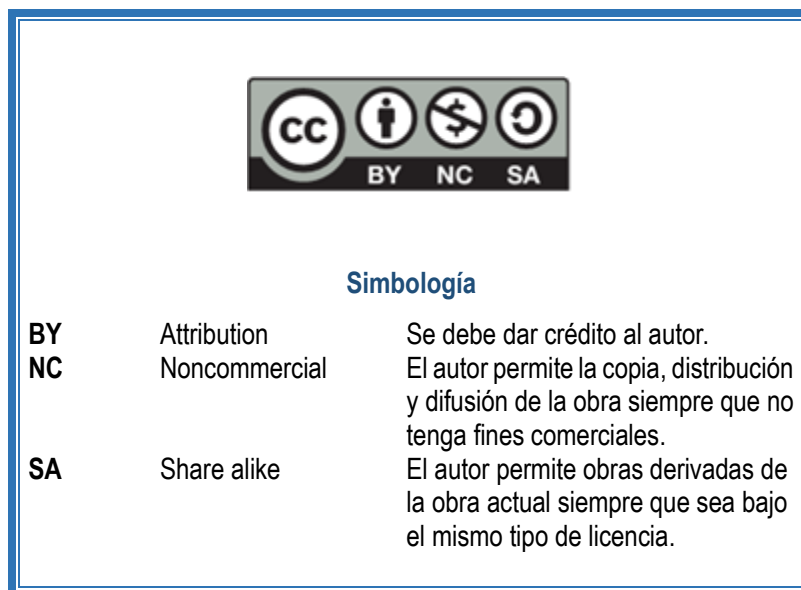 CC
BY NC SA
Simbología
BY Attribution Se debe dar crédito al autor.
NC Noncommercial El autor permite la copia, distribución
y difusión de la obra siempre que no
tenga fines comerciales.
SA Share alike El autor permite obras derivadas de
la obra actual siempre que sea bajo
el mismo tipo de licencia.